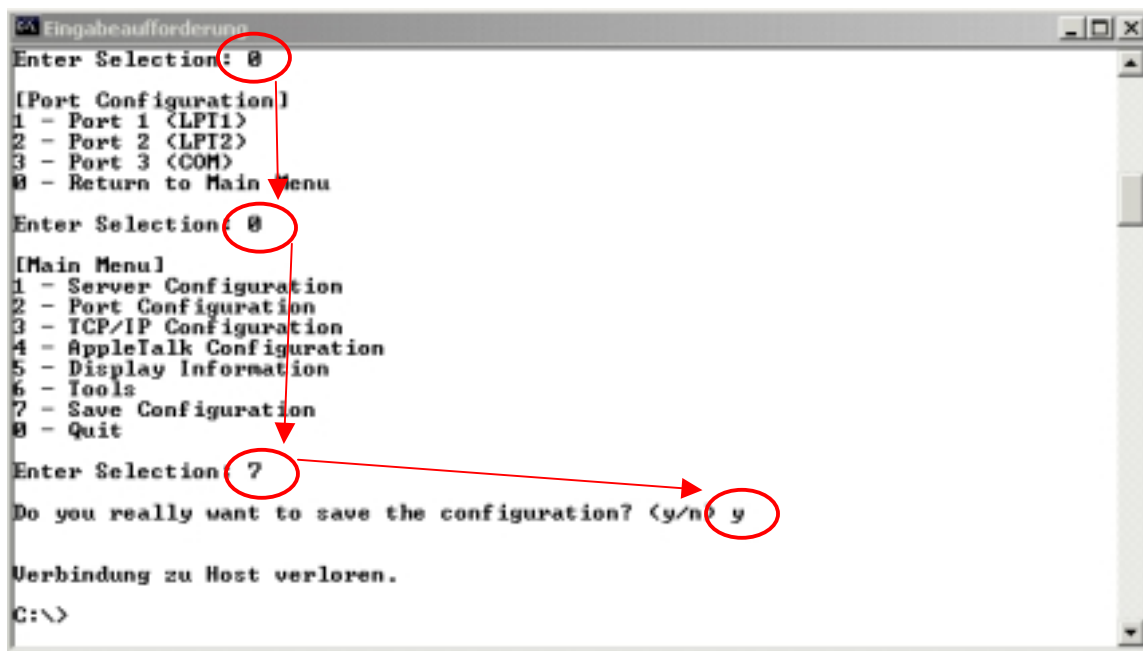 Eingabeaufforderung
Enter Selection: 0
[Port Configuration]
1 - Port 1 (LPT1)
2 - Port 2 (LPT2)
3 - Port 3 (COM)
0 - Return to Main Menu
Enter Selection: 0
[Main Menu]
1 - Server Configuration
2 - Port Configuration
3 - TCP/IP Configuration
4 - AppleTalk Configuration
5 - Display Information
6 - Tools
7 - Save Configuration
0 - Quit
Enter Selection: 7
Do you really want to save the configuration? (y/n) y
Verbindung zu Host verloren.
C:\>